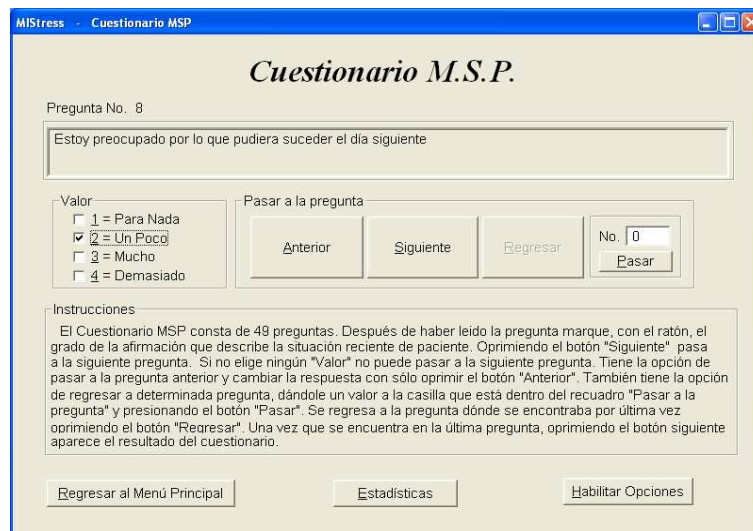 MIStress - Cuestionario MSP
Cuestionario M.S.P.
Pregunta No. 8
Estoy preocupado por lo que pudiera suceder el día siguiente
Valor
1 = Para Nada
2 = Un Poco
3 = Mucho
4 = Demasiado
Pasar a la pregunta
Anterior
Siguiente
Regresar
No. 0
Pasar
Instrucciones
El Cuestionario MSP consta de 49 preguntas. Después de haber leido la pregunta marque, con el ratón, el
grado de la afirmación que describe la situación reciente de paciente. Oprimiendo el botón "Siguiente" pasa
a la siguiente pregunta. Si no elige ningún "Valor" no puede pasar a la siguiente pregunta. Tiene la opción de
pasar a la pregunta anterior y cambiar la respuesta con sólo oprimir el botón "Anterior". También tiene la opción
de regresar a determinada pregunta, dándole un valor a la casilla que está dentro del recuadro "Pasar a la
pregunta" y presionando el botón "Pasar". Se regresa a la pregunta dónde se encontraba por última vez
oprimiendo el botón "Regresar". Una vez que se encuentra en la última pregunta, oprimiendo el botón siguiente
aparece el resultado del cuestionario.
Regresar al Menú Principal
Estadísticas
Habilitar Opciones